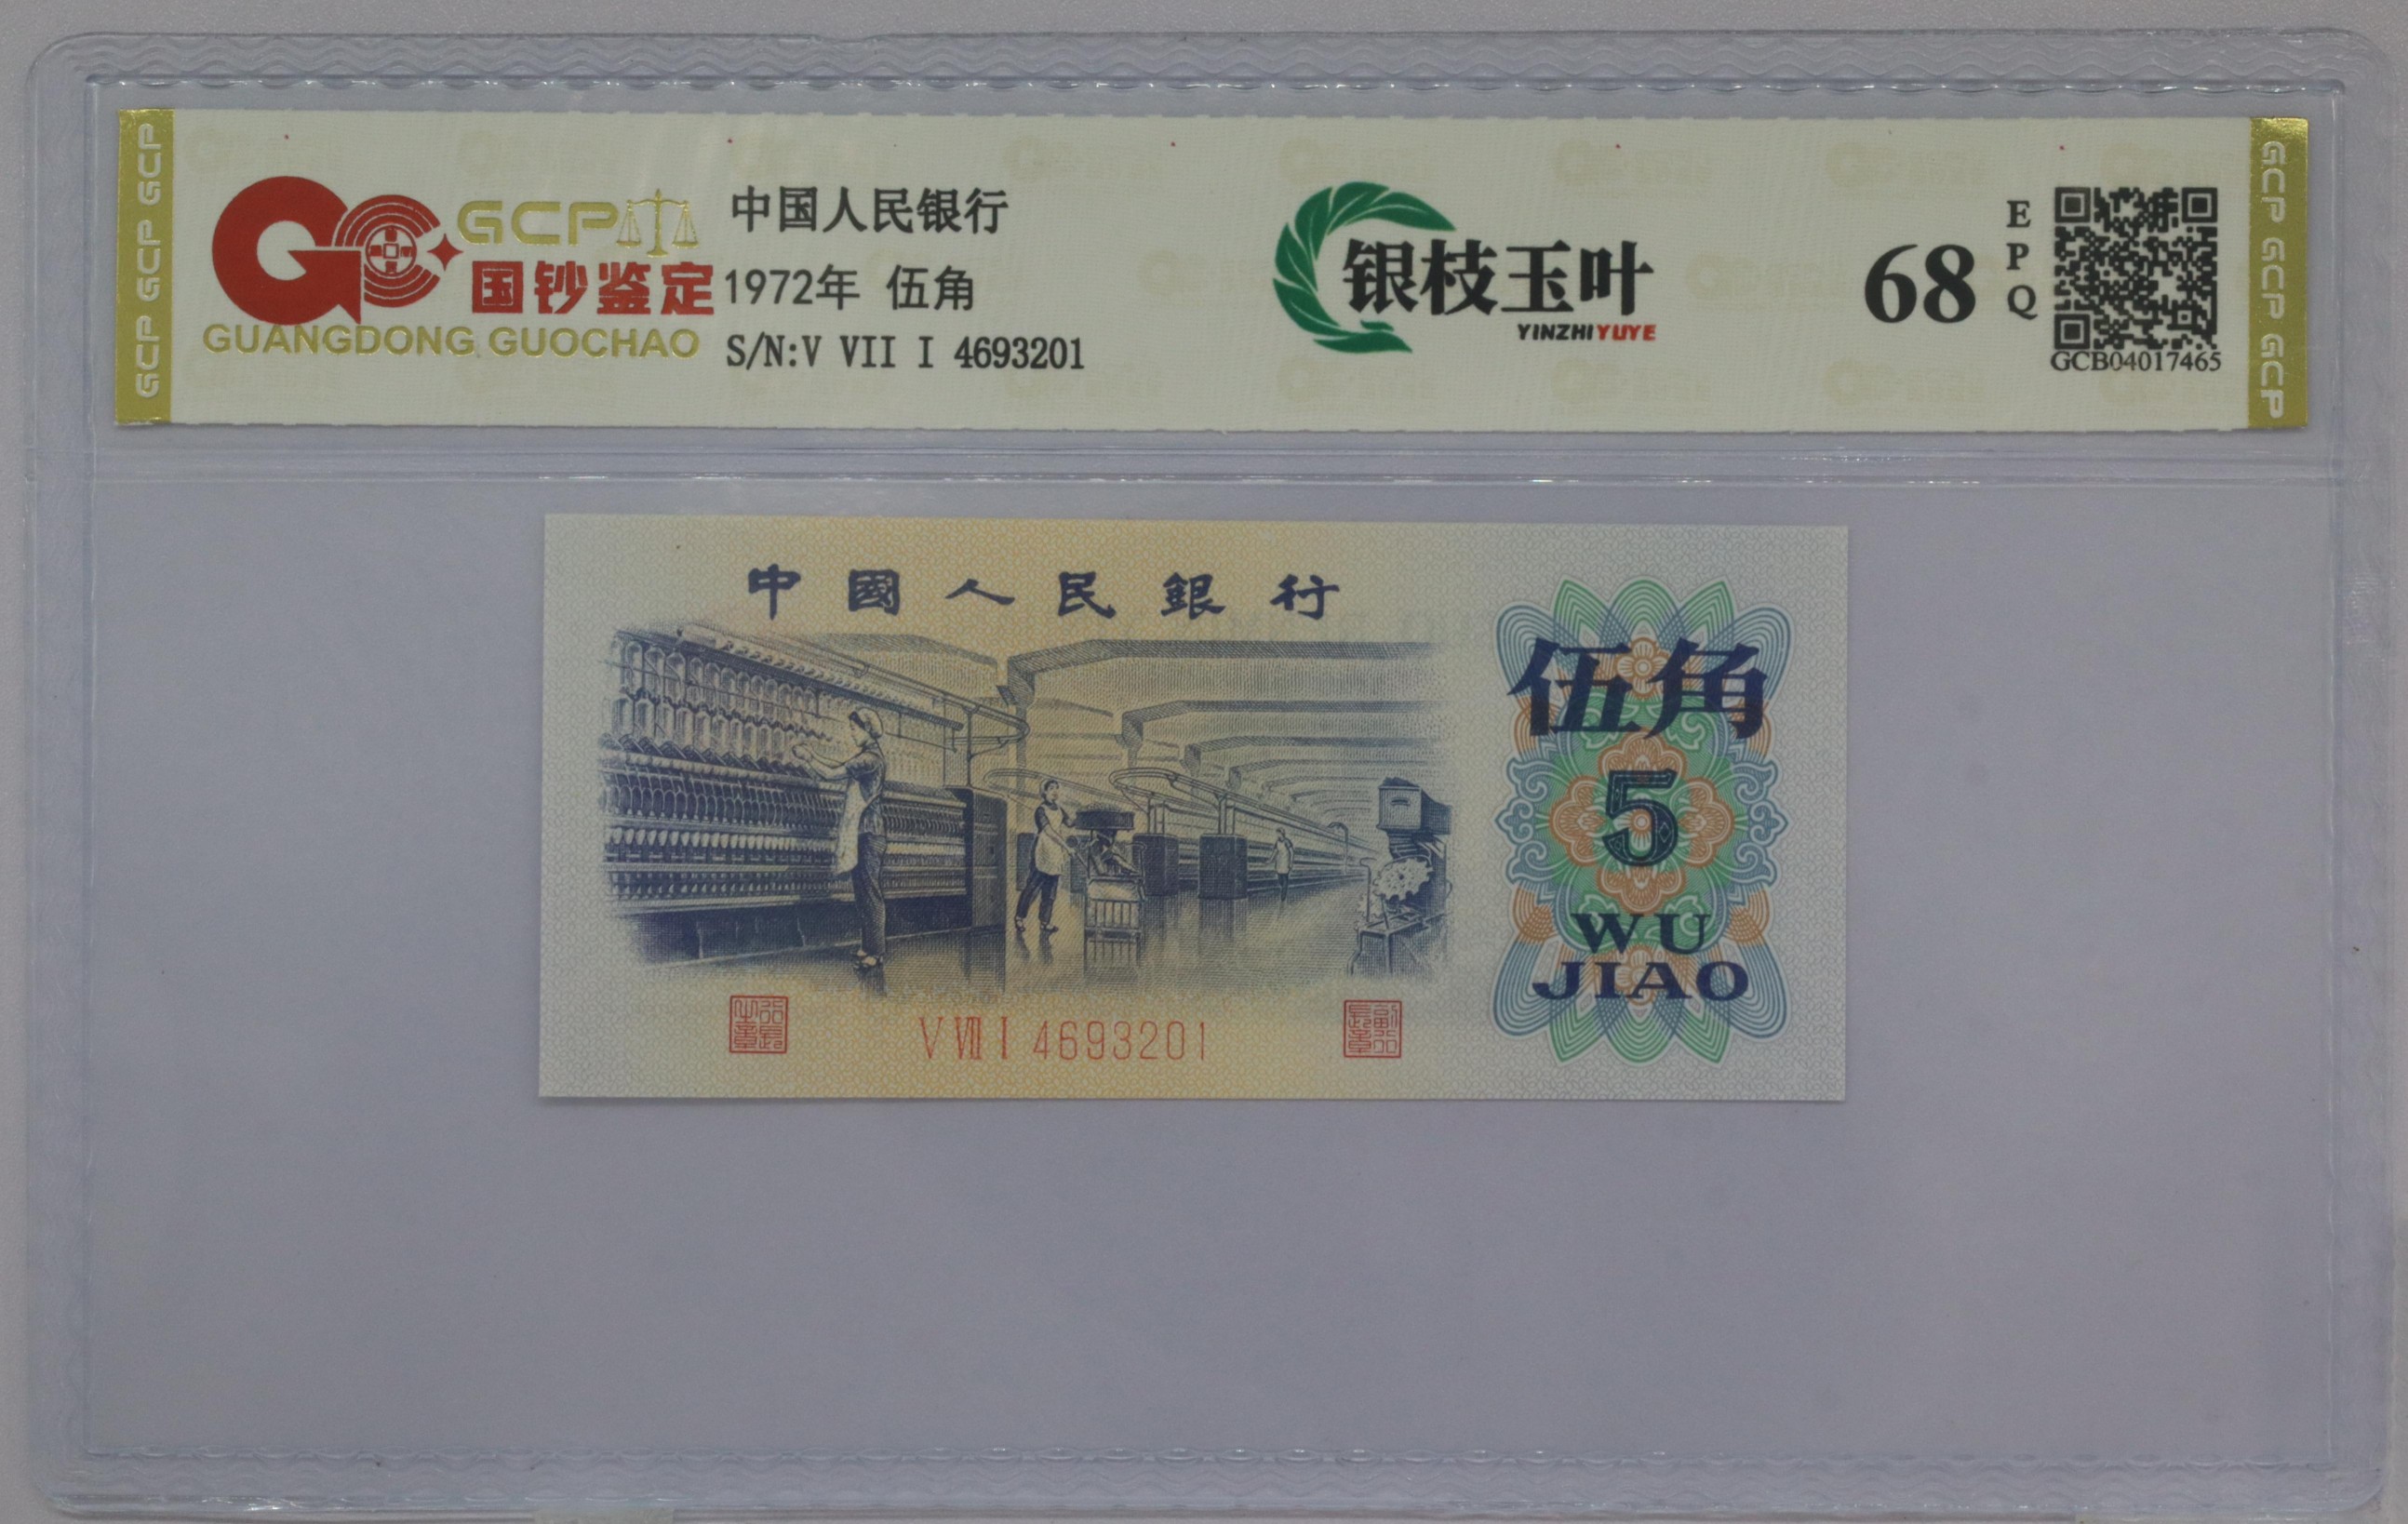 GCP GCP GCP
GCP
国钞鉴定
GUANGDONG GUOCHAO
中国人民银行
1972年 伍角
S/N:V VII I 4693201
银枝玉叶
YINZHIYUYE
68
EPQ
GCB04017465
GCP GCP GCP
中國人民銀行
伍角
5
WU
JIAO
V VII I 4693201